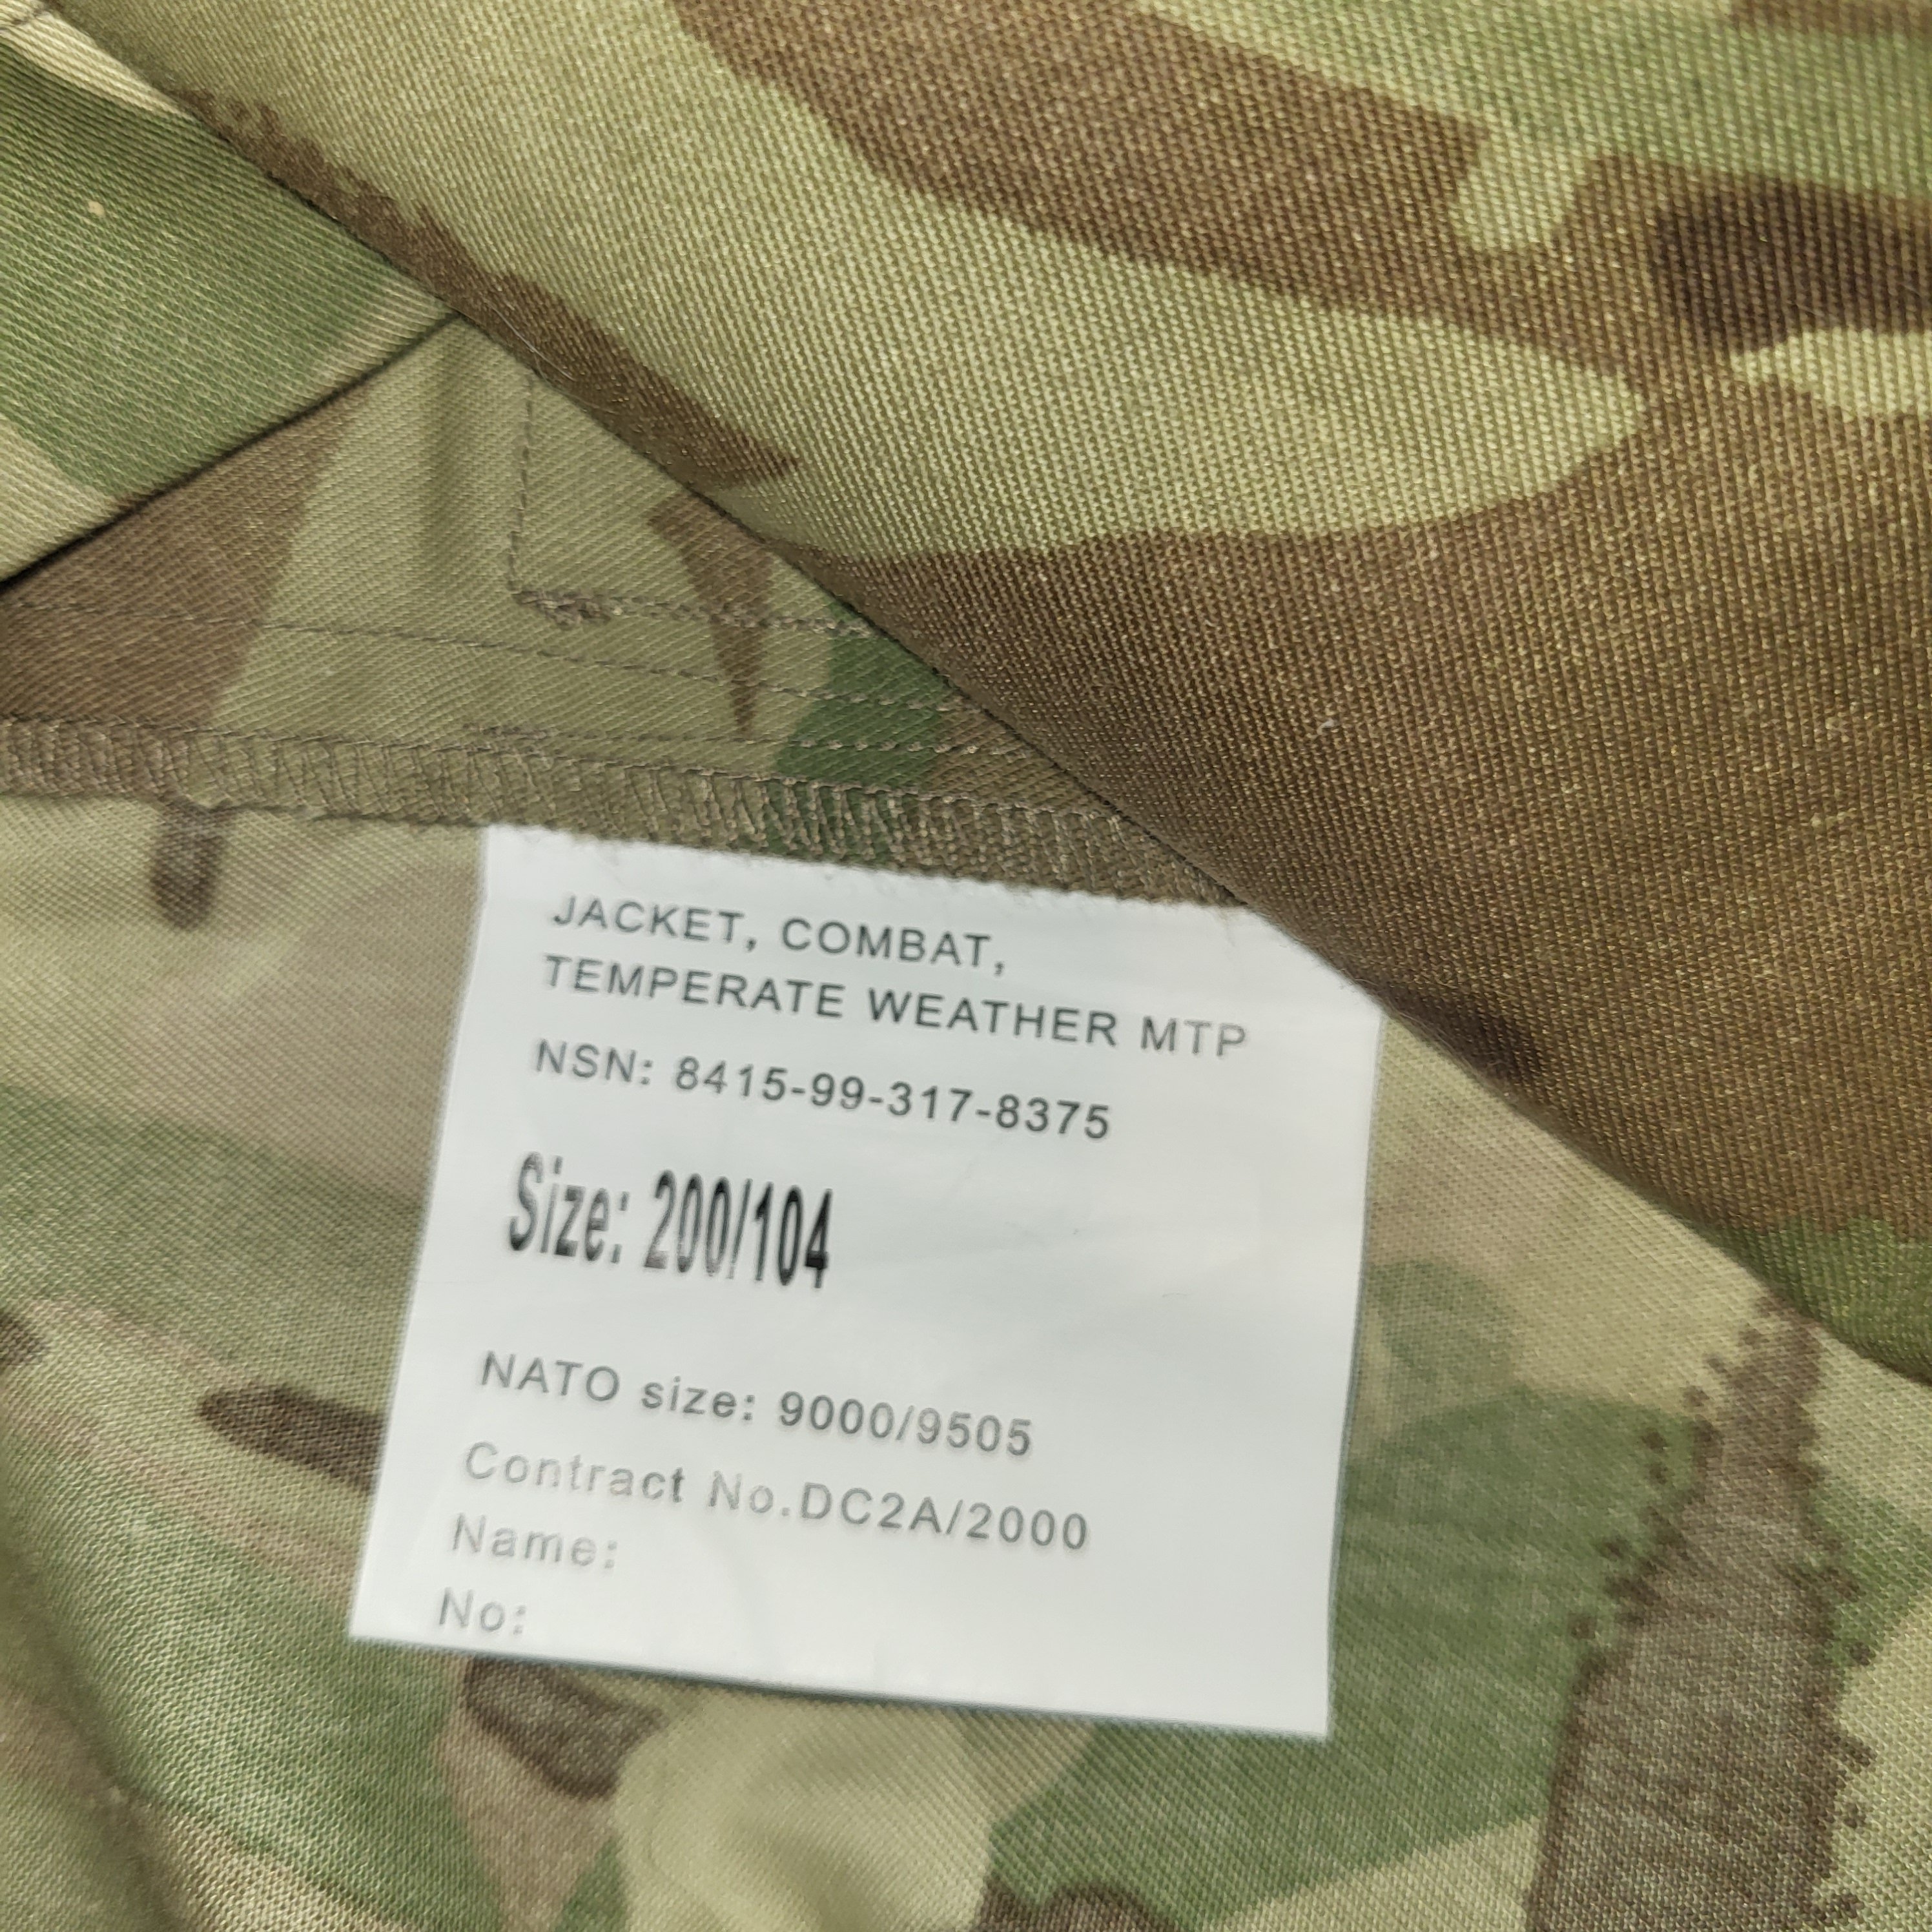 JACKET, COMBAT,
TEMPERATE WEATHER MTP
NSN: 8415-99-317-8375
Size: 200/104
NATO size: 9000/9505
Contract No.DC2A/2000
Name:
No: